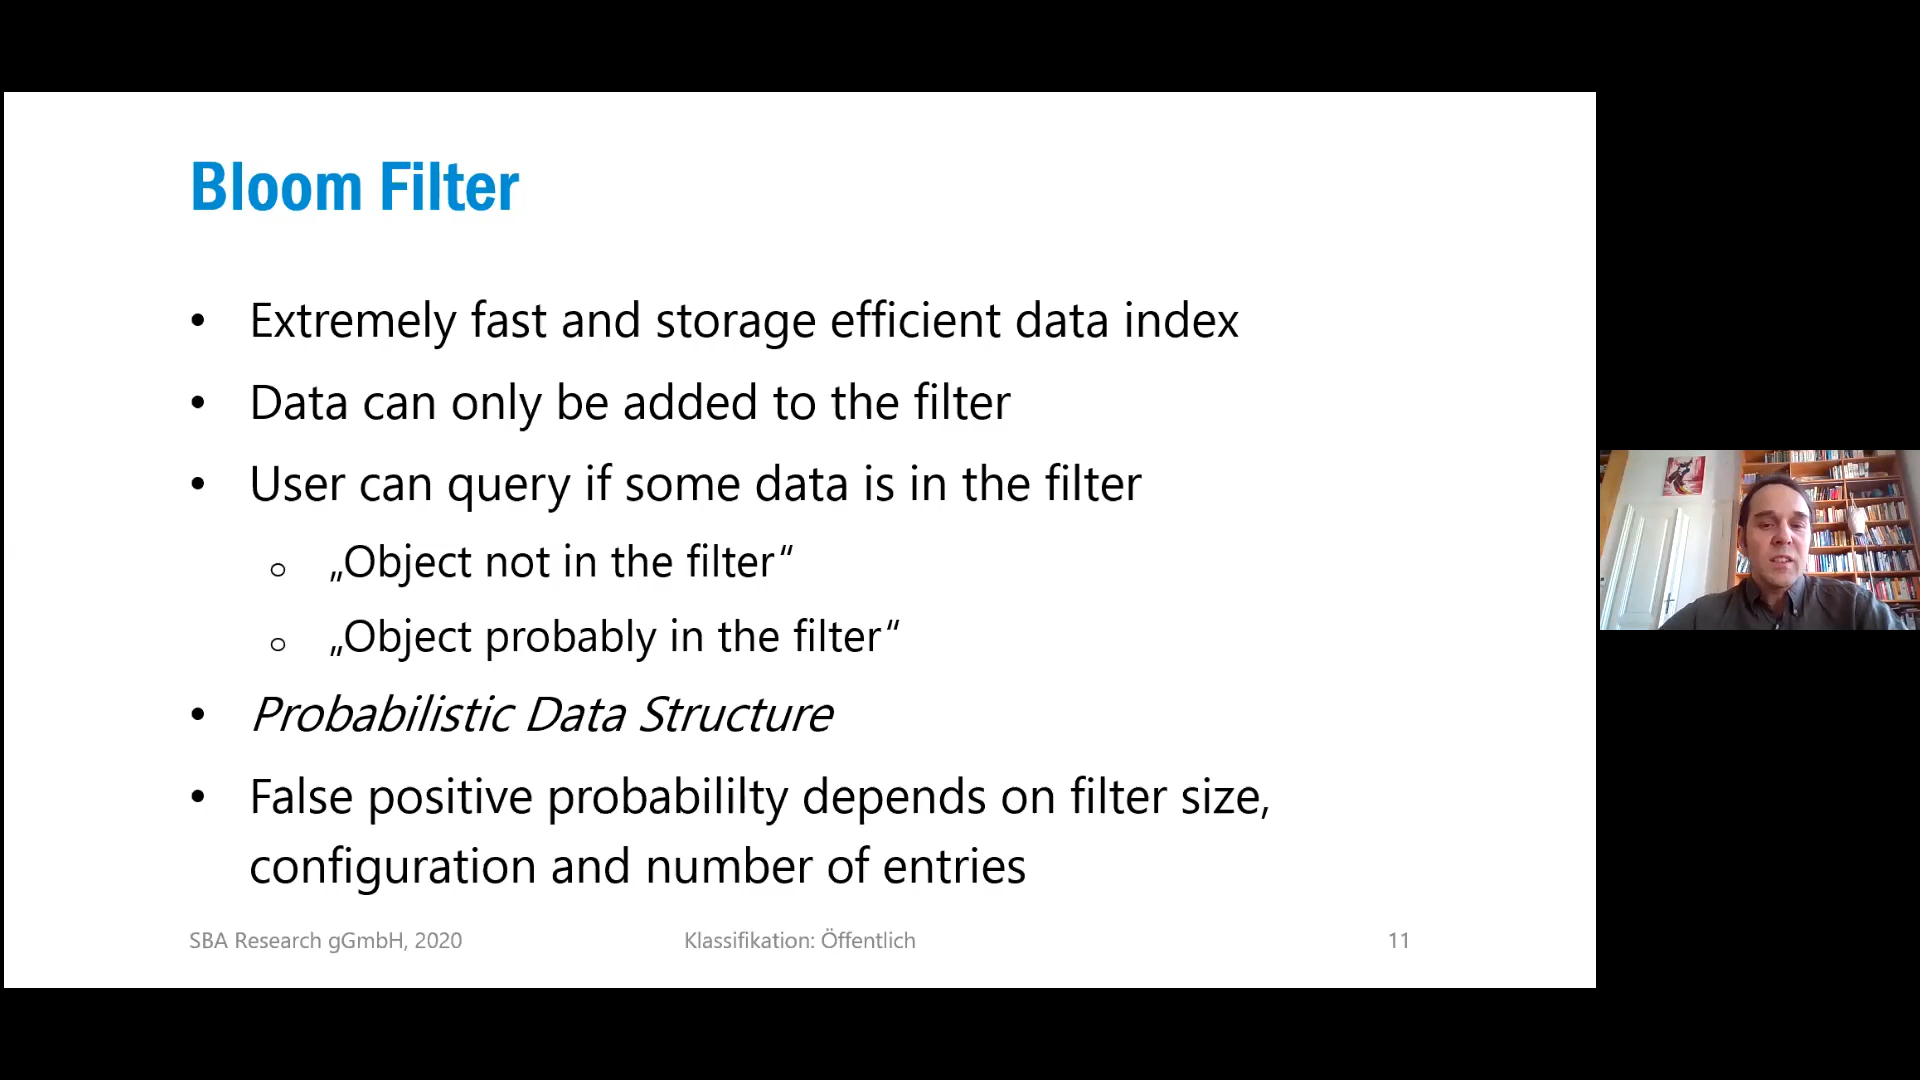 Bloom Filter
• Extremely fast and storage efficient data index
• Data can only be added to the filter
• User can query if some data is in the filter
o „Object not in the filter“
o „Object probably in the filter“
• Probabilistic Data Structure
• False positive probabililty depends on filter size,
configuration and number of entries
SBA Research gGmbH, 2020 Klassifikation: Öffentlich 11